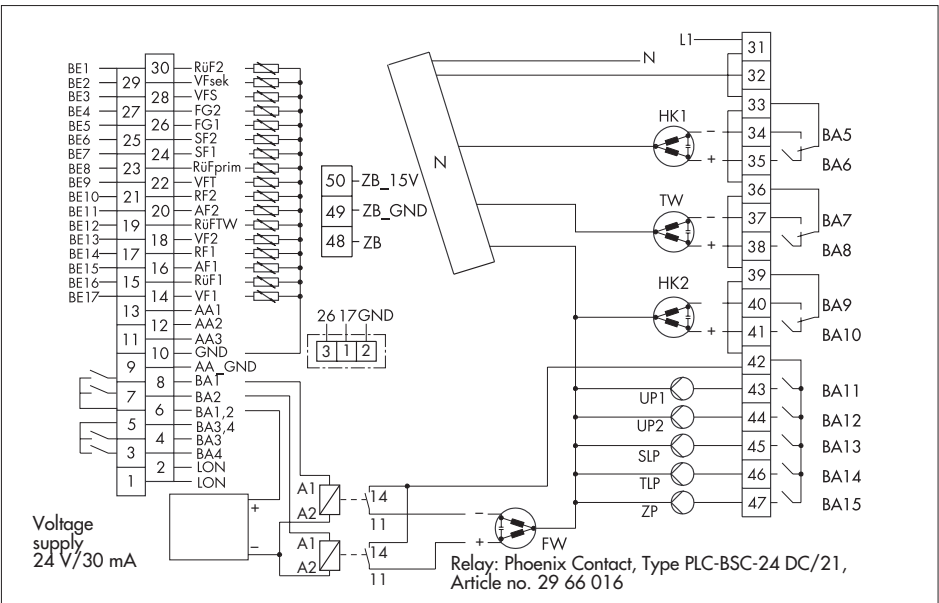 BE1 30 RüF2
BE2 29 VFsek
BE3 28 VFS
BE4 27 FG2
BE5 26 FG1
BE6 25 SF2
BE7 24 SF1
BE8 23 RüFprim
BE9 22 VFT
BE10 21 RF2
BE11 20 AF2
BE12 19 RüFTW
BE13 18 VF2
BE14 17 RF1
BE15 16 AF1
BE16 15 RüF1
BE17 14 VF1
13 AA1
12 AA2
11 AA3
10 GND
9 AA_GND
8 BA1
7 BA2
6 BA1,2
5 BA3,4
4 BA3
3 BA4
2 LON
1 LON
50 ZB_15V
49 ZB_GND
48 ZB
26 17 GND
3 1 2
N
N
L1 31
32
33
HK1
- 34 BA5
+ 35 BA6
36
TW
- 37 BA7
+ 38 BA8
39
HK2
- 40 BA9
+ 41 BA10
42
UP1 43 BA11
UP2 44 BA12
SLP 45 BA13
TLP 46 BA14
ZP 47 BA15
+
-
Voltage
supply
24 V/30 mA
A1 14
A2 11
A1 14
A2 11
-
+
FW
Relay: Phoenix Contact, Type PLC-BSC-24 DC/21,
Article no. 29 66 016